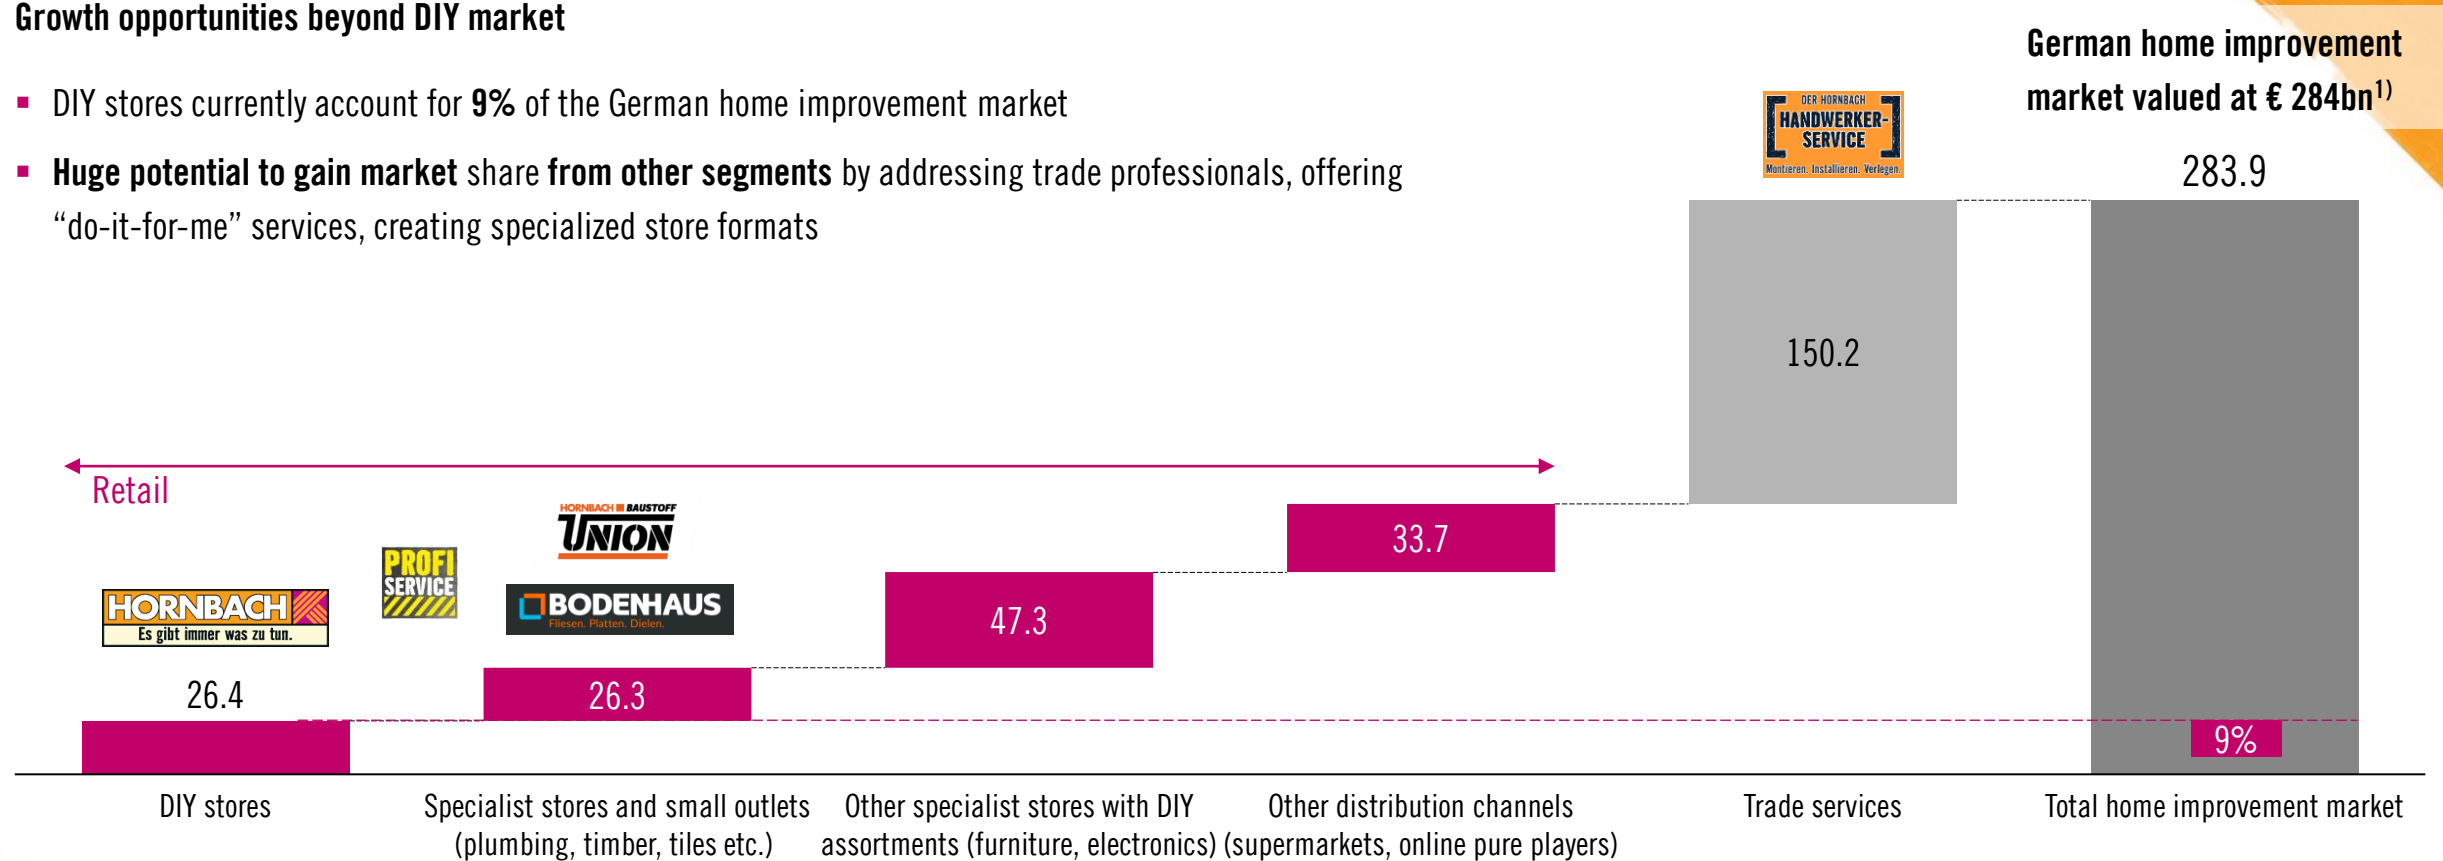 Growth opportunities beyond DIY market
▪ DIY stores currently account for 9% of the German home improvement market
▪ Huge potential to gain market share from other segments by addressing trade professionals, offering
“do-it-for-me” services, creating specialized store formats
German home improvement
market valued at € 284bn1)
DER HORNBACH
HANDWERKER-
SERVICE
Montieren. Installieren. Verlegen.
283.9
150.2
Retail
HORNBACH BAUSTOFF
UNION
33.7
PROFI
SERVICE
HORNBACH
Es gibt immer was zu tun.
BODENHAUS
Fliesen. Platten. Dielen.
47.3
26.4
26.3
9%
DIY stores
Specialist stores and small outlets
(plumbing, timber, tiles etc.)
Other specialist stores with DIY
assortments (furniture, electronics)
Other distribution channels
(supermarkets, online pure players)
Trade services
Total home improvement market